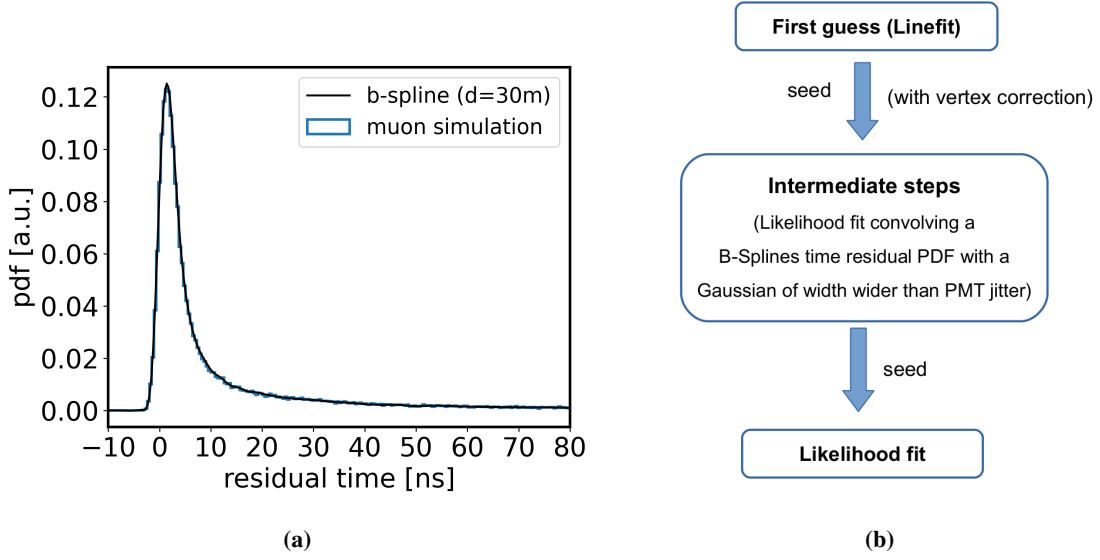 0.12
0.10
0.08
0.06
0.04
0.02
0.00
pdf [a.u.]
b-spline (d=30m)
muon simulation
−10 0 10 20 30 40 50 60 70 80
residual time [ns]
(a)
First guess (Linefit)
seed
(with vertex correction)
Intermediate steps
(Likelihood fit convolving a
B-Splines time residual PDF with a
Gaussian of width wider than PMT jitter)
seed
Likelihood fit
(b)